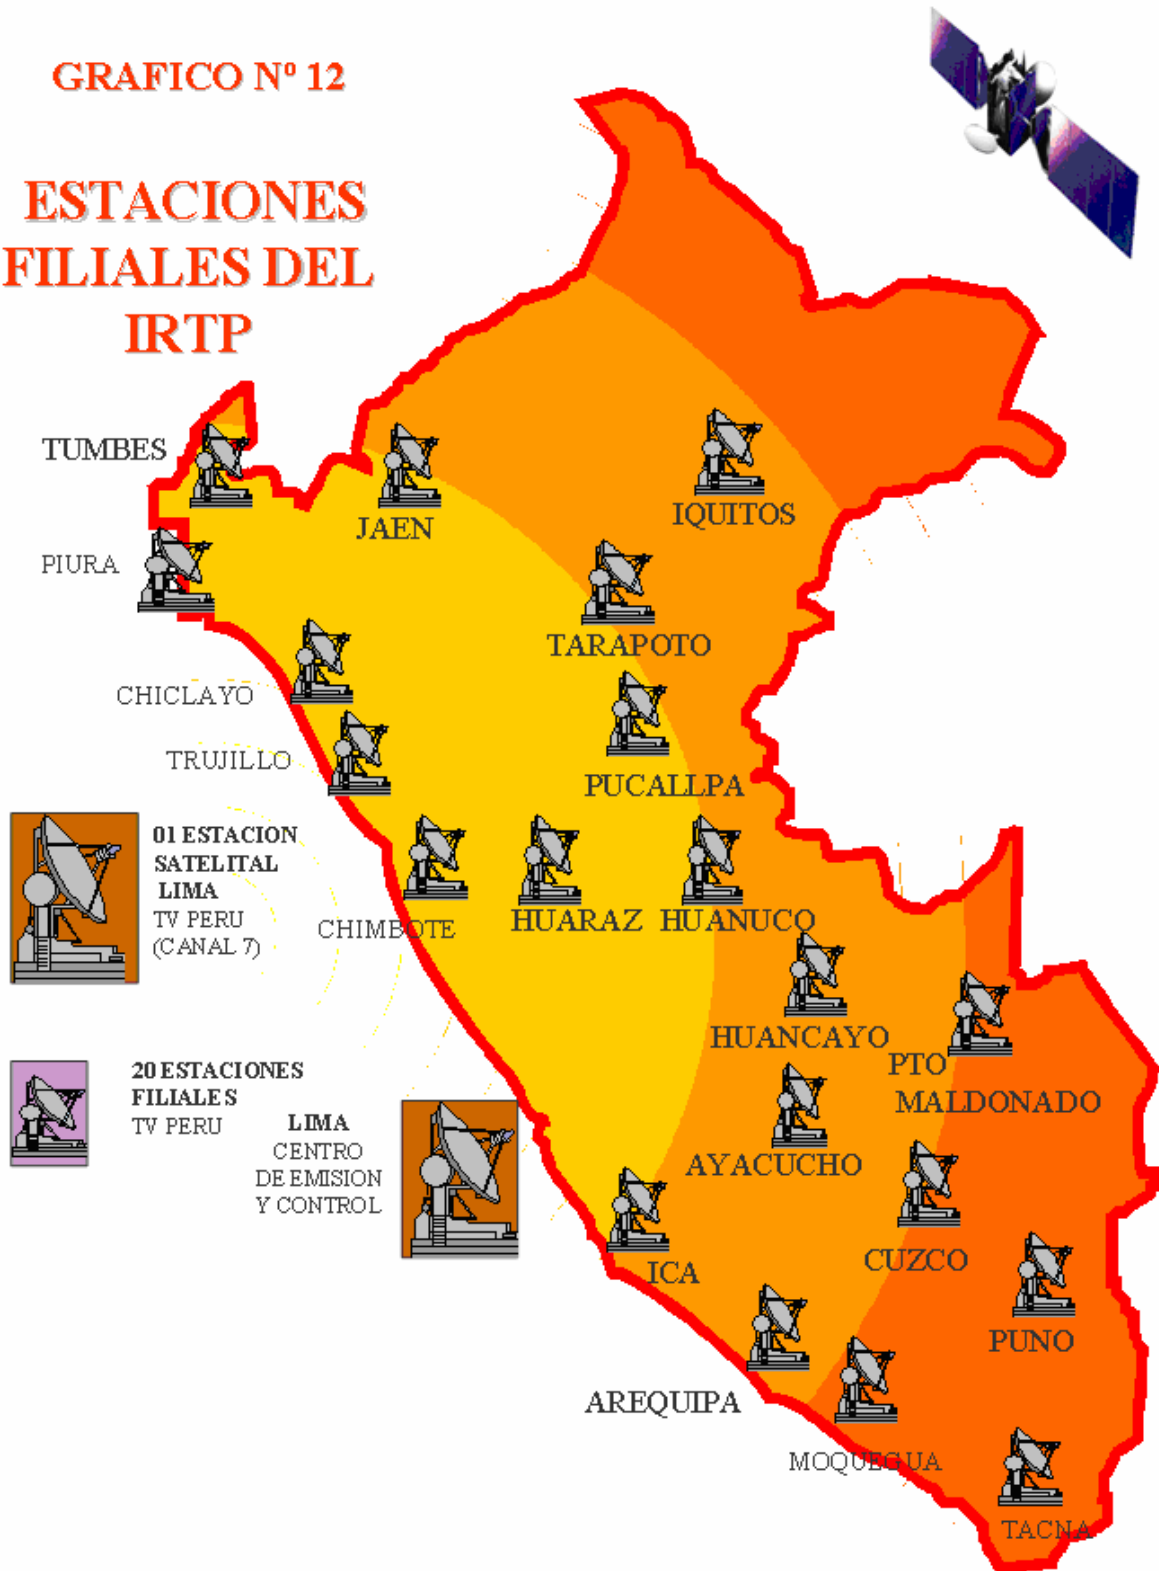 GRAFICO Nº 12
ESTACIONES
FILIALES DEL
IRTP
TUMBES
JAEN
IQUITOS
PIURA
TARAPOTO
CHICLAYO
TRUJILLO
PUCALLPA
01 ESTACION
SATELITAL
LIMA
TV PERU
(CANAL 7)
CHIMBOTE
HUARAZ
HUANUCO
HUANCAYO
PTO
MALDONADO
20 ESTACIONES
FILIALES
TV PERU
LIMA
CENTRO
DE EMISION
Y CONTROL
AYACUCHO
CUZCO
ICA
PUNO
AREQUIPA
MOQUEGUA
TACNA